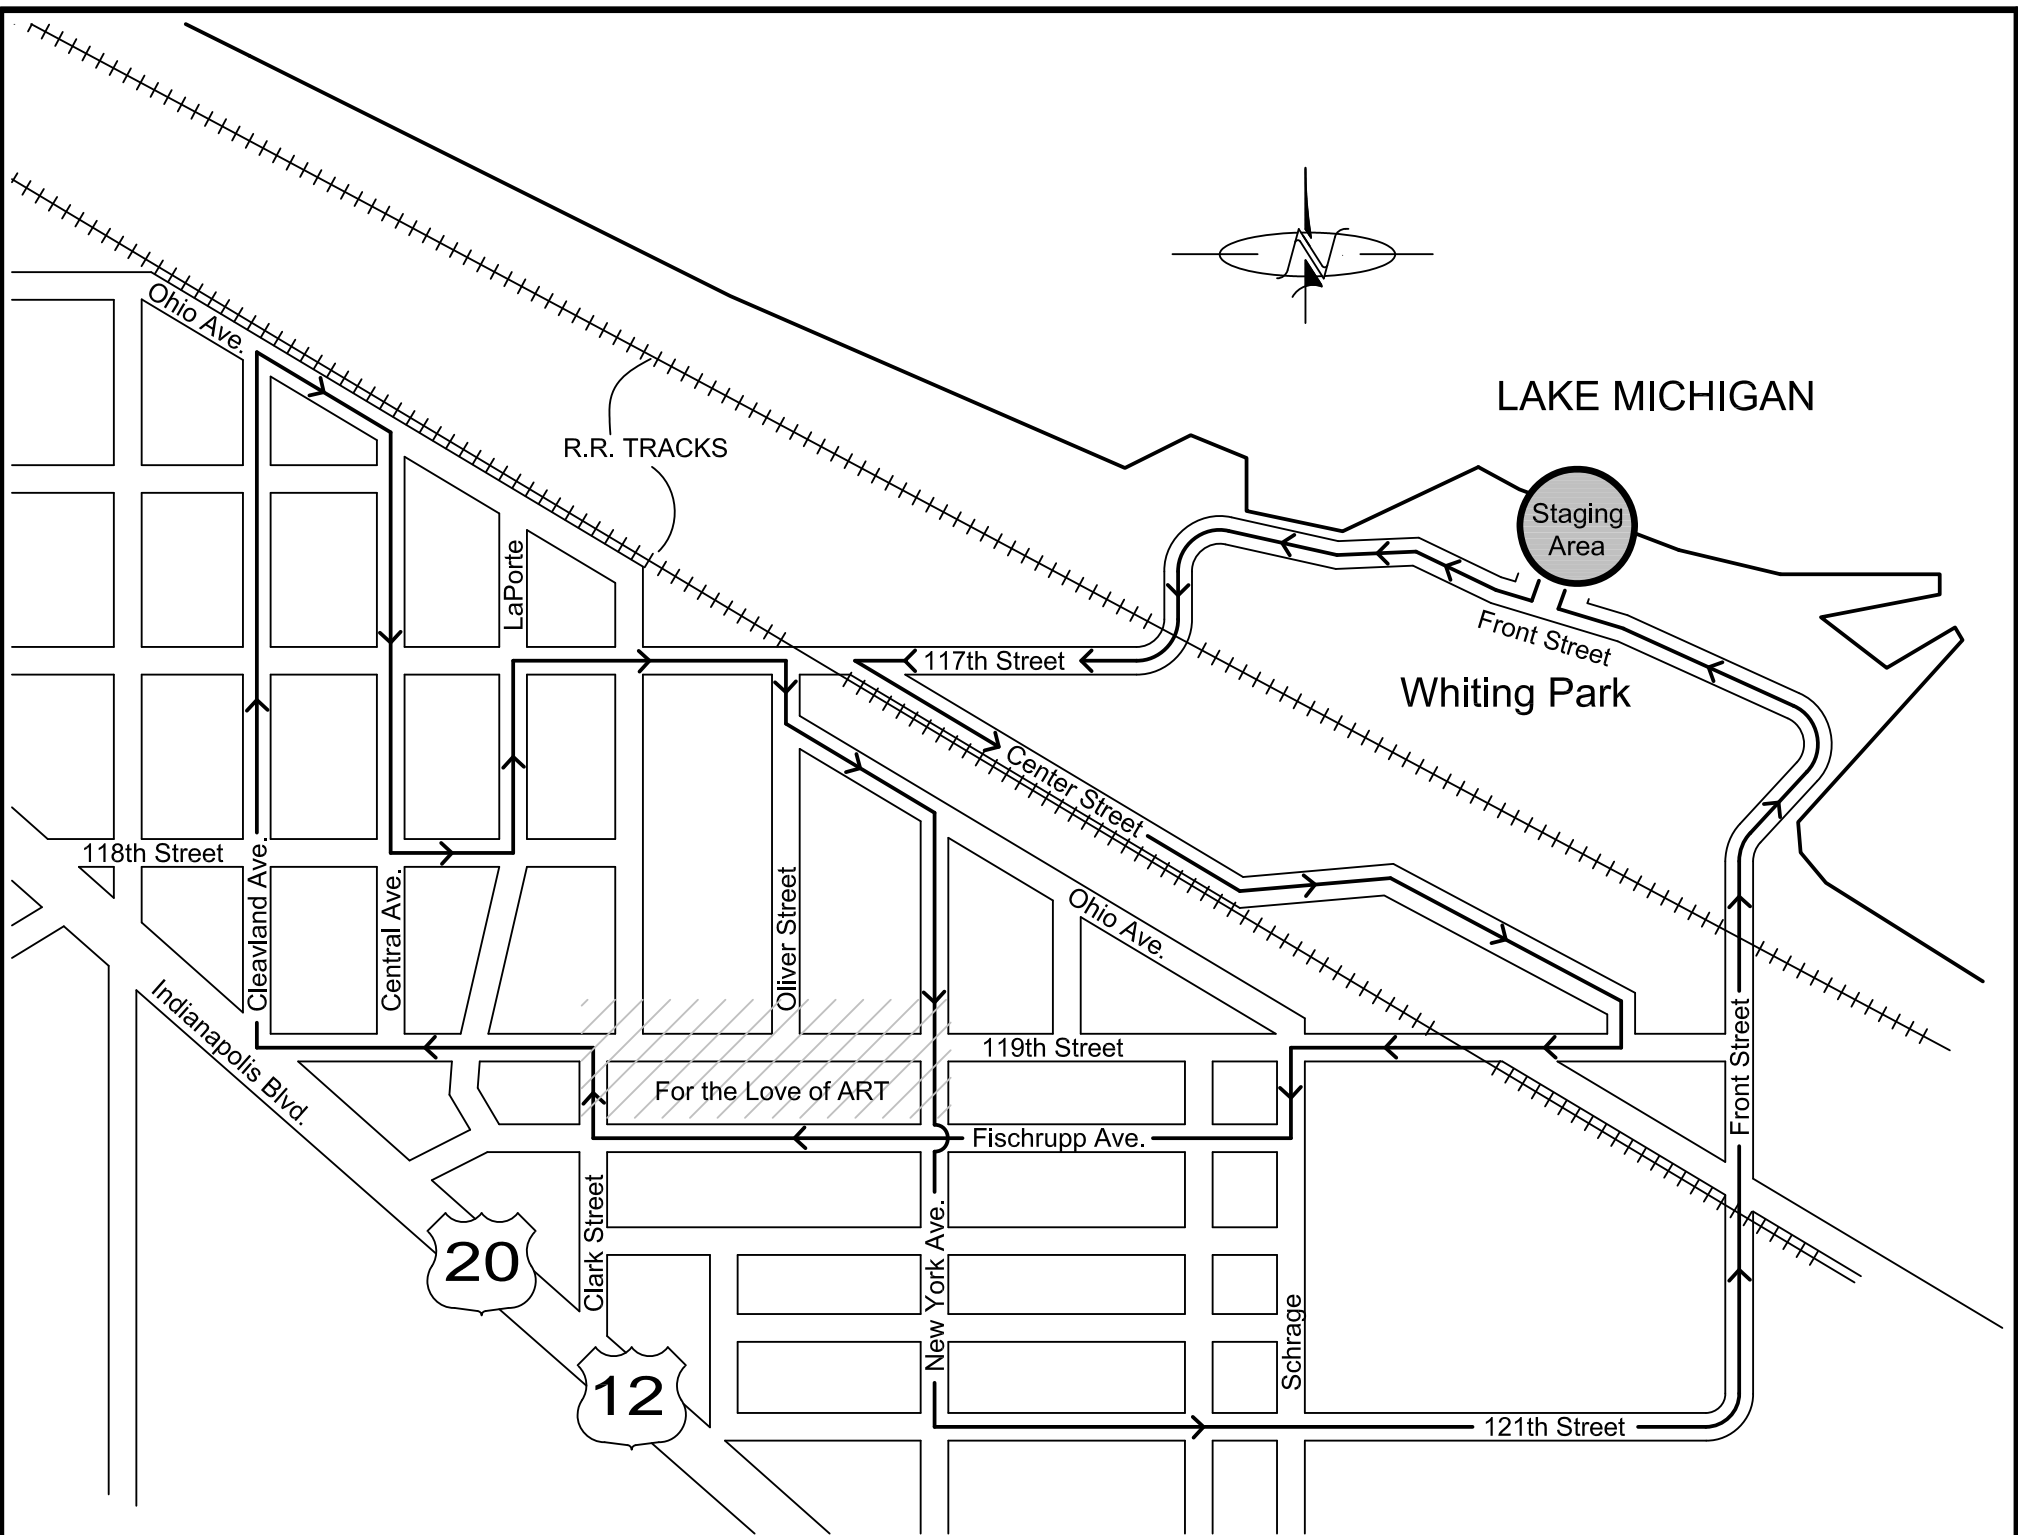 Ohio Ave.
LAKE MICHIGAN
R.R. TRACKS
Staging
Area
LaPorte
Front Street
117th Street
Whiting Park
Center Street
118th Street
Cleavland Ave.
Central Ave.
Oliver Street
Ohio Ave.
Indianapolis Blvd.
119th Street
Front Street
For the Love of ART
Fischrupp Ave.
Clark Street
New York Ave.
20
Schrage
12
121th Street
N